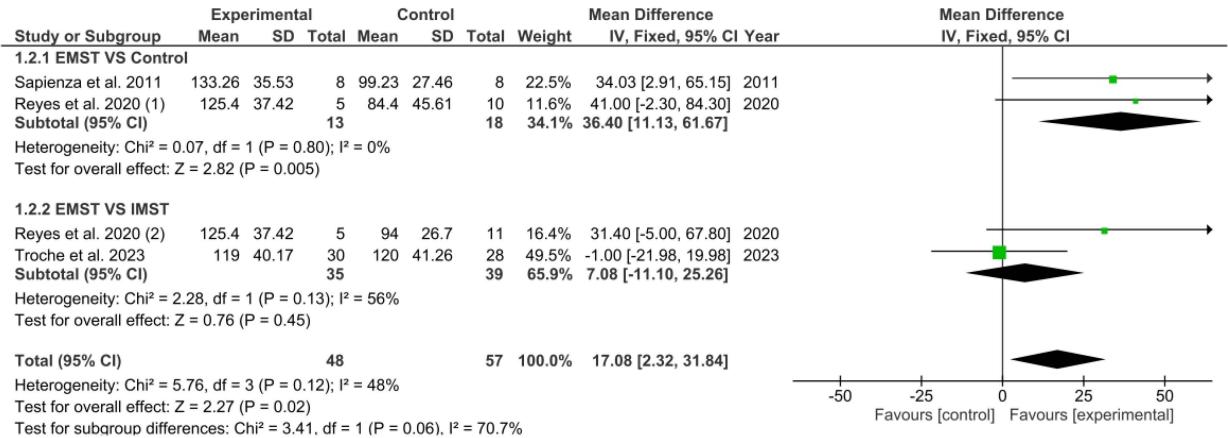 Experimental Control Mean Difference Mean Difference
Study or Subgroup Mean SD Total Mean SD Total Weight IV, Fixed, 95% CI Year IV, Fixed, 95% CI
1.2.1 EMST VS Control
Sapienza et al. 2011 133.26 35.53 8 99.23 27.46 8 22.5% 34.03 [2.91, 65.15] 2011
Reyes et al. 2020 (1) 125.4 37.42 5 84.4 45.61 10 11.6% 41.00 [-2.30, 84.30] 2020
Subtotal (95% CI) 13 18 34.1% 36.40 [11.13, 61.67]
Heterogeneity: Chi² = 0.07, df = 1 (P = 0.80); I² = 0%
Test for overall effect: Z = 2.82 (P = 0.005)
1.2.2 EMST VS IMST
Reyes et al. 2020 (2) 125.4 37.42 5 94 26.7 11 16.4% 31.40 [-5.00, 67.80] 2020
Troche et al. 2023 119 40.17 30 120 41.26 28 49.5% -1.00 [-21.98, 19.98] 2023
Subtotal (95% CI) 35 39 65.9% 7.08 [-11.10, 25.26]
Heterogeneity: Chi² = 2.28, df = 1 (P = 0.13); I² = 56%
Test for overall effect: Z = 0.76 (P = 0.45)
Total (95% CI) 48 57 100.0% 17.08 [2.32, 31.84]
Heterogeneity: Chi² = 5.76, df = 3 (P = 0.12); I² = 48%
Test for overall effect: Z = 2.27 (P = 0.02)
Test for subgroup differences: Chi² = 3.41, df = 1 (P = 0.06), I² = 70.7%
-50 -25 0 25 50
Favours [control] Favours [experimental]